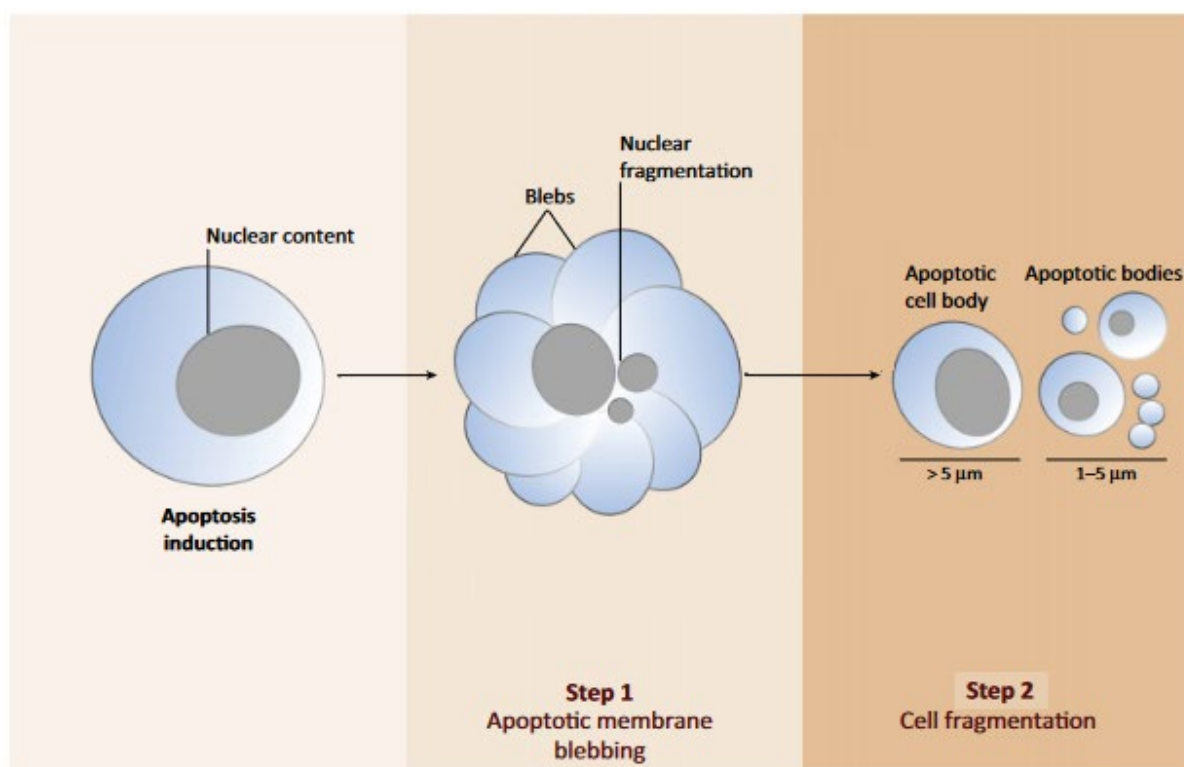 Nuclear content
Apoptosis
induction
Blebs
Nuclear
fragmentation
Step 1
Apoptotic membrane
blebbing
Apoptotic
cell body
Apoptotic bodies
> 5 μm
1–5 μm
Step 2
Cell fragmentation